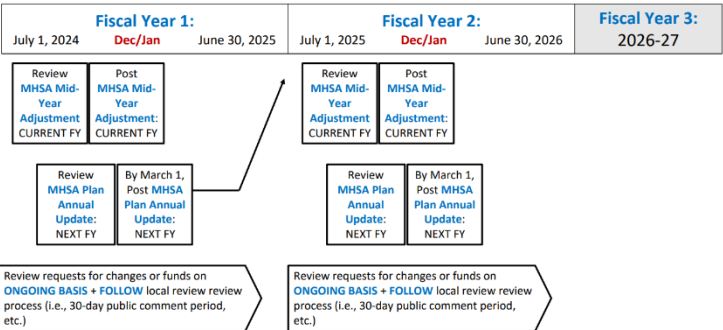 Fiscal Year 1:
July 1, 2024 Dec/Jan June 30, 2025
Fiscal Year 2:
July 1, 2025 Dec/Jan June 30, 2026
Fiscal Year 3:
2026-27
Review
MHSA Mid-
Year
Adjustment
CURRENT FY
Post
MHSA Mid-
Year
Adjustment:
CURRENT FY
Review
MHSA Mid-
Year
Adjustment
CURRENT FY
Post
MHSA Mid-
Year
Adjustment:
CURRENT FY
Review
MHSA Plan
Annual
Update:
NEXT FY
By March 1,
Post MHSA
Plan Annual
Update:
NEXT FY
Review
MHSA Plan
Annual
Update:
NEXT FY
By March 1,
Post MHSA
Plan Annual
Update:
NEXT FY
Review requests for changes or funds on
ONGOING BASIS + FOLLOW local review review
process (i.e., 30-day public comment period,
etc.)
Review requests for changes or funds on
ONGOING BASIS + FOLLOW local review review
process (i.e., 30-day public comment period,
etc.)